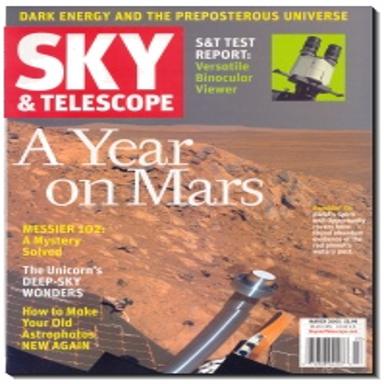 DARK ENERGY AND THE PREPOSTEROUS UNIVERSE
SKY
& TELESCOPE
S&T TEST
REPORT:
Versatile
Binocular
Viewer
A Year
on Mars
MESSIER 102:
A Mystery
Solved
The Unicorn's
DEEP-SKY
WONDERS
How to Make
Your Old
Astrophotos
NEW AGAIN